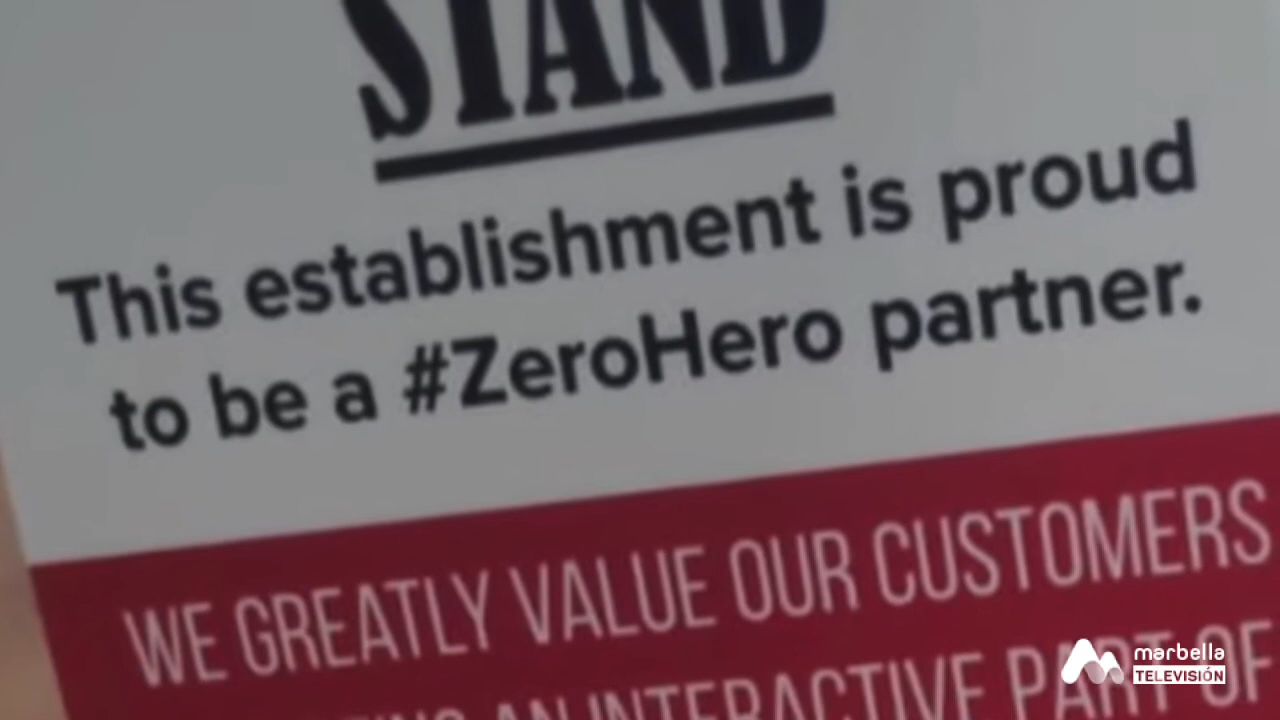 STAND
This establishment is proud
to be a #ZeroHero partner.
WE GREATLY VALUE OUR CUSTOMERS
AN INTERACTIVE PART OF
marbella
TELEVISIÓN